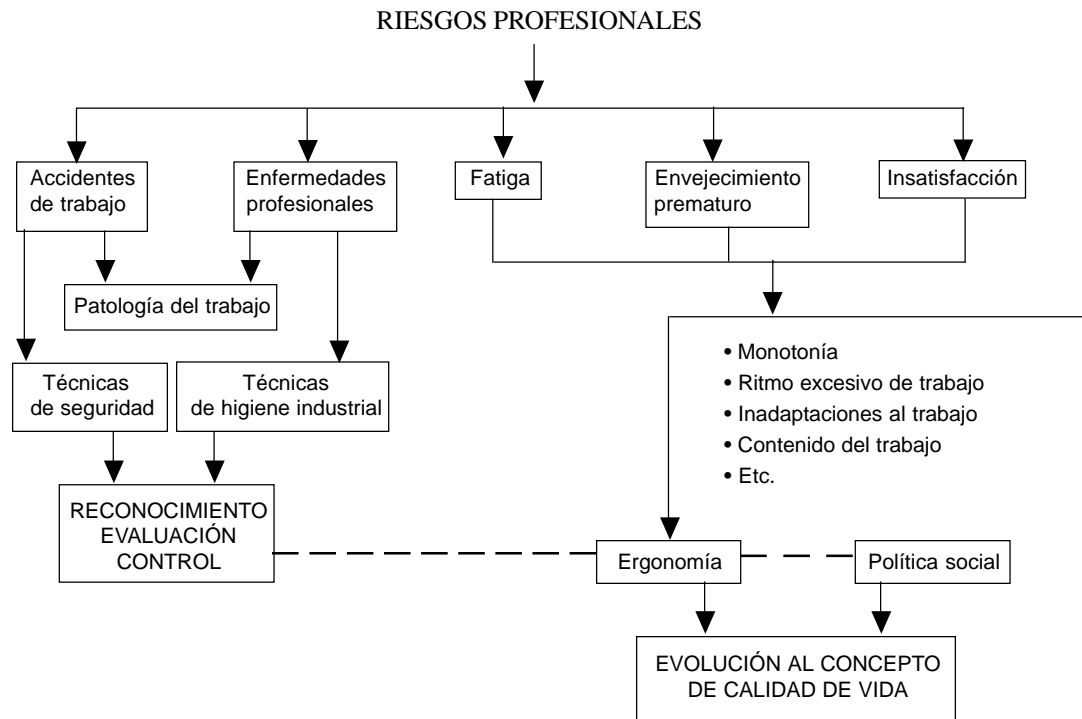 RIESGOS PROFESIONALES
Accidentes
de trabajo
Enfermedades
profesionales
Fatiga
Envejecimiento
prematuro
Insatisfacción
Patología del trabajo
Técnicas
de seguridad
Técnicas
de higiene industrial
• Monotonía
• Ritmo excesivo de trabajo
• Inadaptaciones al trabajo
• Contenido del trabajo
• Etc.
RECONOCIMIENTO
EVALUACIÓN
CONTROL
Ergonomía
Política social
EVOLUCIÓN AL CONCEPTO
DE CALIDAD DE VIDA